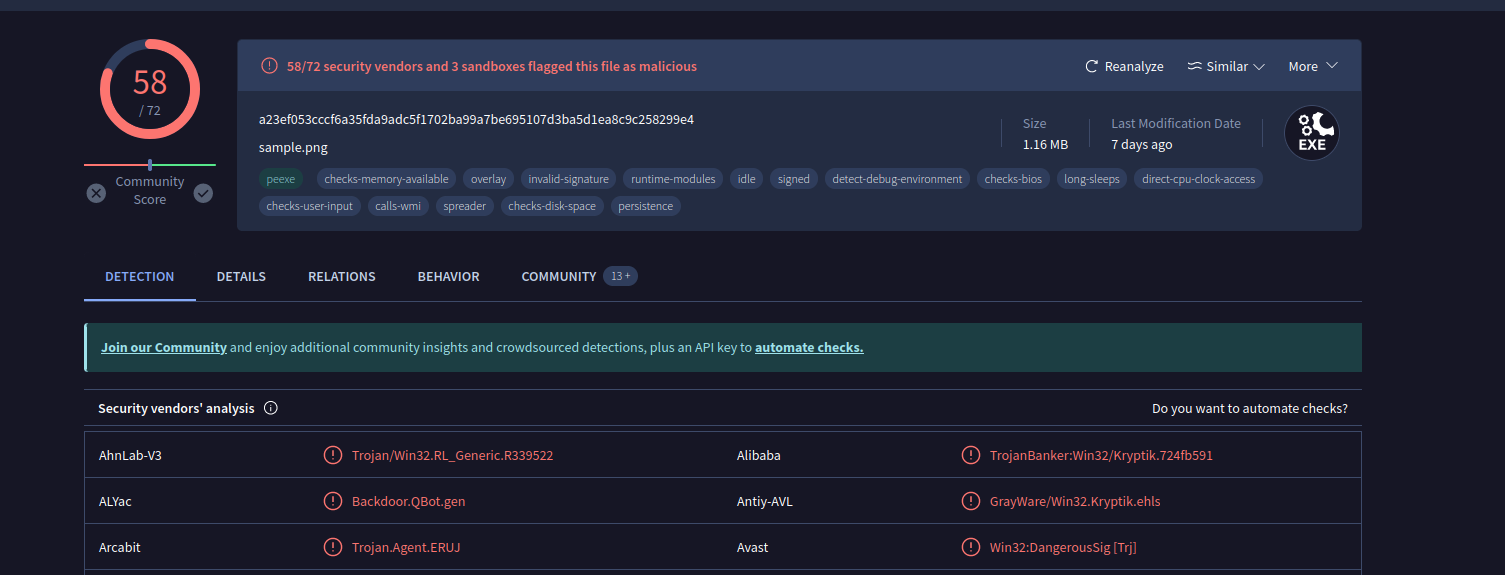 58
/ 72
Community
Score
58/72 security vendors and 3 sandboxes flagged this file as malicious
Reanalyze Similar More
a23ef053cccf6a35fda9adc5f1702ba99a7be695107d3ba5d1ea8c9c258299e4
sample.png
Size
1.16 MB
Last Modification Date
7 days ago
EXE
peexe checks-memory-available overlay invalid-signature runtime-modules idle signed detect-debug-environment checks-bios long-sleeps direct-cpu-clock-access
checks-user-input calls-wmi spreader checks-disk-space persistence
DETECTION DETAILS RELATIONS BEHAVIOR COMMUNITY 13 +
Join our Community and enjoy additional community insights and crowdsourced detections, plus an API key to automate checks.
Security vendors' analysis Do you want to automate checks?
AhnLab-V3 Trojan/Win32.RL_Generic.R339522 Alibaba TrojanBanker:Win32/Kryptik.724fb591
ALYac Backdoor.QBot.gen Antiy-AVL GrayWare/Win32.Kryptik.ehls
Arcabit Trojan.Agent.ERUJ Avast Win32:DangerousSig [Trj]